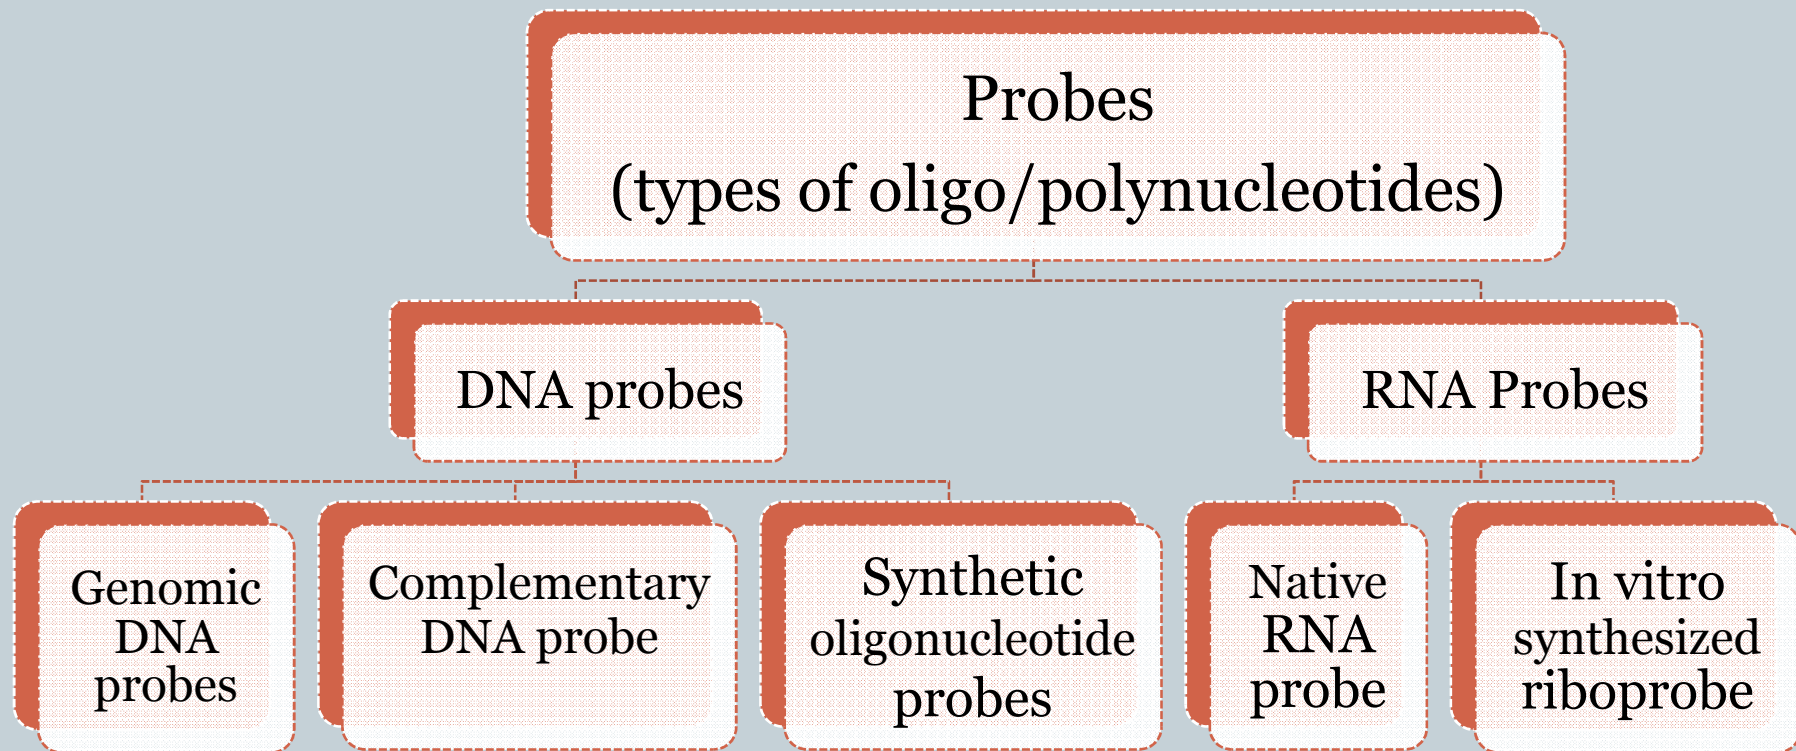 Probes
(types of oligo/polynucleotides)
DNA probes
RNA Probes
Genomic
DNA
probes
Complementary
DNA probe
Synthetic
oligonucleotide
probes
Native
RNA
probe
In vitro
synthesized
riboprobe